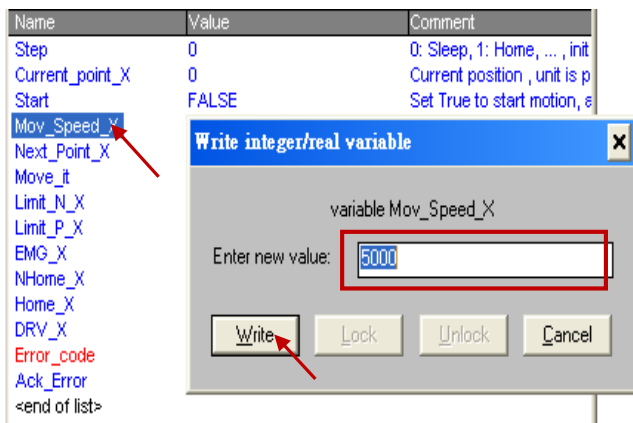 Name Value Comment
Step 0 0: Sleep, 1: Home, ... , init
Current_point_X 0 Current position , unit is p
Start FALSE Set True to start motion, a
Mov_Speed_X
Next_Point_X
Move_it
Limit_N_X
Limit_P_X
EMG_X
NHome_X
Home_X
DRV_X
Error_code
Ack_Error
<end of list>
Write integer/real variable
variable Mov_Speed_X
Enter new value: 5000
Write Lock Unlock Cancel